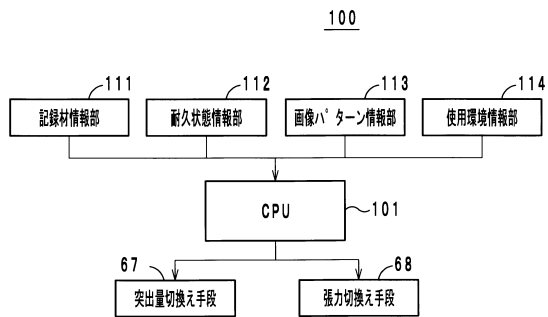 100
111
112
113
114
記録材情報部
耐久状態情報部
画像パターン情報部
使用環境情報部
CPU
101
67
68
突出量切換え手段
張力切換え手段